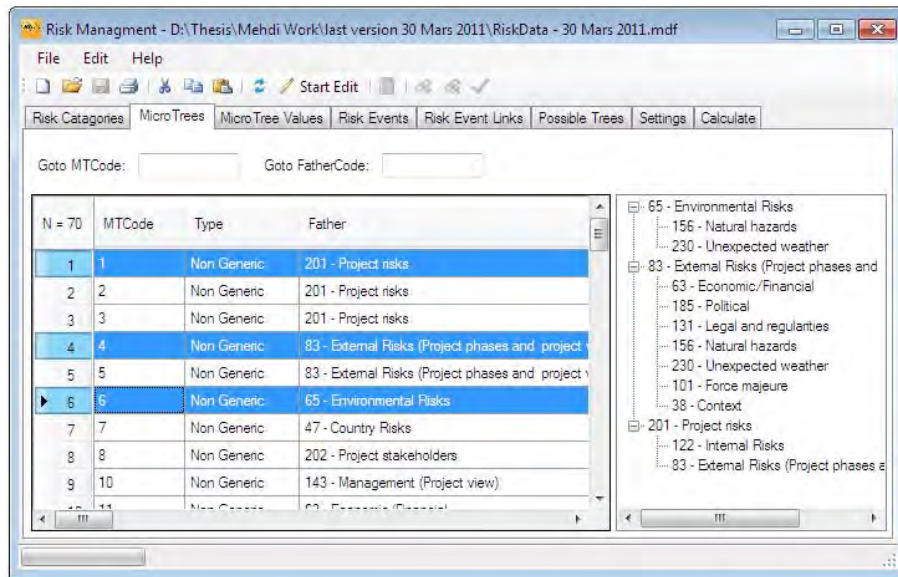 Risk Managment - D:\Thesis\Mehdi Work\last version 30 Mars 2011\RiskData - 30 Mars 2011.mdf
File Edit Help
Start Edit
Risk Catagories MicroTrees MicroTree Values Risk Events Risk Event Links Possible Trees Settings Calculate
Goto MTCode: Goto FatherCode:
N = 70 MTCode Type Father
1 1 Non Generic 201 - Project risks
2 2 Non Generic 201 - Project risks
3 3 Non Generic 201 - Project risks
4 4 Non Generic 83 - External Risks (Project phases and project v
5 5 Non Generic 83 - External Risks (Project phases and project v
6 6 Non Generic 65 - Environmental Risks
7 7 Non Generic 47 - Country Risks
8 8 Non Generic 202 - Project stakeholders
9 10 Non Generic 143 - Management (Project view)
10 11 Non Generic 63 - Economic/Financial
65 - Environmental Risks
156 - Natural hazards
230 - Unexpected weather
83 - External Risks (Project phases and
63 - Economic/Financial
185 - Political
131 - Legal and regularities
156 - Natural hazards
230 - Unexpected weather
101 - Force majeure
38 - Context
201 - Project risks
122 - Internal Risks
83 - External Risks (Project phases a